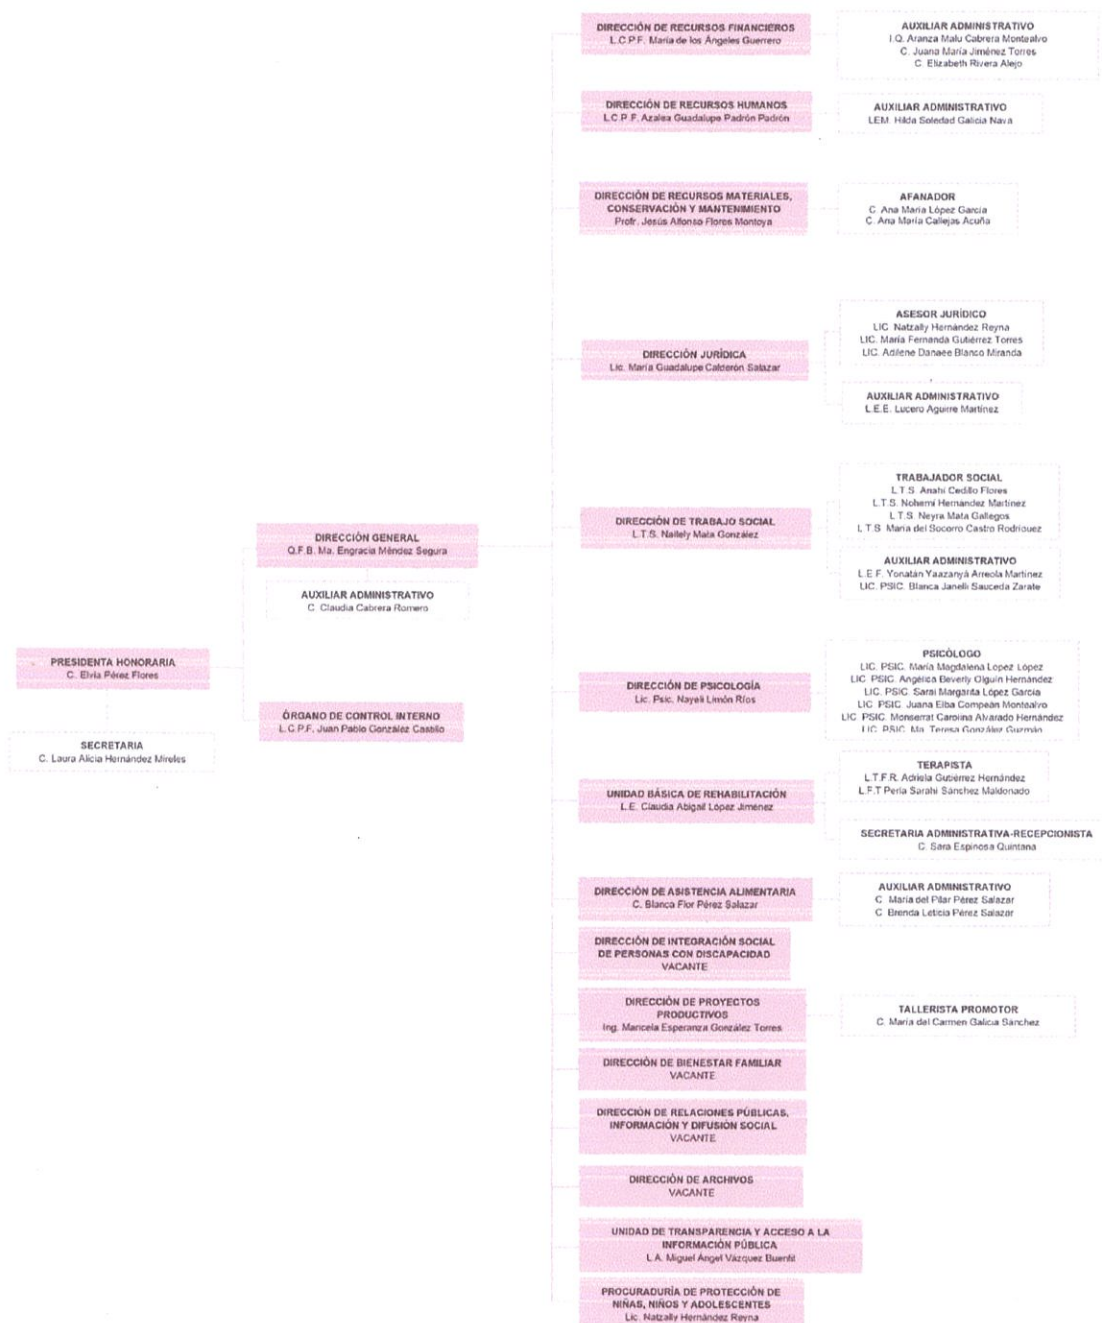 DIRECCIÓN DE RECURSOS FINANCIEROS
L.C.P.F. María de los Ángeles Guerrero
AUXILIAR ADMINISTRATIVO
I.Q. Aranza Malu Cabrera Montealvo
C. Juana María Jiménez Torres
C. Elizabeth Rivera Alejo
DIRECCIÓN DE RECURSOS HUMANOS
L.C.P.F. Azalea Guadalupe Padrón Padrón
AUXILIAR ADMINISTRATIVO
LEM. Hilda Soledad Galicia Nava
DIRECCIÓN DE RECURSOS MATERIALES,
CONSERVACIÓN Y MANTENIMIENTO
Profr. Jesús Alfonso Flores Montoya
AFANADOR
C. Ana María López García
C. Ana María Callejas Acuña
DIRECCIÓN JURÍDICA
Lic. María Guadalupe Calderón Salazar
ASESOR JURÍDICO
LIC. Natzally Hernández Reyna
LIC. María Fernanda Gutiérrez Torres
LIC. Adilene Danaee Blanco Miranda
AUXILIAR ADMINISTRATIVO
L.E.E. Lucero Aguirre Martínez
DIRECCIÓN DE TRABAJO SOCIAL
L.T.S. Nallely Mata González
TRABAJADOR SOCIAL
L.T.S. Anahí Cedillo Flores
L.T.S. Nohemí Hernández Martínez
L.T.S. Neyra Mata Gallegos
L.T.S. María del Socorro Castro Rodríguez
AUXILIAR ADMINISTRATIVO
L.E.F. Yonatán Yaazanyá Arreola Martínez
LIC. PSIC. Blanca Janelli Sauceda Zarate
DIRECCIÓN GENERAL
Q.F.B. Ma. Engracia Méndez Segura
AUXILIAR ADMINISTRATIVO
C. Claudia Cabrera Romero
PRESIDENTA HONORARIA
C. Elvia Pérez Flores
SECRETARIA
C. Laura Alicia Hernández Mireles
ÓRGANO DE CONTROL INTERNO
L.C.P.F. Juan Pablo González Castillo
DIRECCIÓN DE PSICOLOGÍA
Lic. Psic. Nayeli Limón Ríos
PSICÓLOGO
LIC. PSIC. María Magdalena Lopez López
LIC. PSIC. Angélica Beverly Olguín Hernández
LIC. PSIC. Sarai Margarita López García
LIC. PSIC. Juana Elba Compeán Montealvo
LIC. PSIC. Monserrat Carolina Alvarado Hernández
LIC. PSIC. Ma. Teresa González Guzmán
UNIDAD BÁSICA DE REHABILITACIÓN
L.E. Claudia Abigail López Jiménez
TERAPISTA
L.T.F.R. Adriela Gutiérrez Hernández
L.F.T Perla Sarahi Sánchez Maldonado
SECRETARIA ADMINISTRATIVA-RECEPCIONISTA
C. Sara Espinosa Quintana
DIRECCIÓN DE ASISTENCIA ALIMENTARIA
C. Blanca Flor Pérez Salazar
AUXILIAR ADMINISTRATIVO
C. María del Pilar Pérez Salazar
C. Brenda Leticia Pérez Salazar
DIRECCIÓN DE INTEGRACIÓN SOCIAL
DE PERSONAS CON DISCAPACIDAD
VACANTE
DIRECCIÓN DE PROYECTOS
PRODUCTIVOS
Ing. Maricela Esperanza González Torres
TALLERISTA PROMOTOR
C. María del Carmen Galicia Sánchez
DIRECCIÓN DE BIENESTAR FAMILIAR
VACANTE
DIRECCIÓN DE RELACIONES PÚBLICAS,
INFORMACIÓN Y DIFUSIÓN SOCIAL
VACANTE
DIRECCIÓN DE ARCHIVOS
VACANTE
UNIDAD DE TRANSPARENCIA Y ACCESO A LA
INFORMACIÓN PÚBLICA
L.A. Miguel Ángel Vázquez Buenfil
PROCURADURÍA DE PROTECCIÓN DE
NIÑAS, NIÑOS Y ADOLESCENTES
Lic. Natzally Hernández Reyna